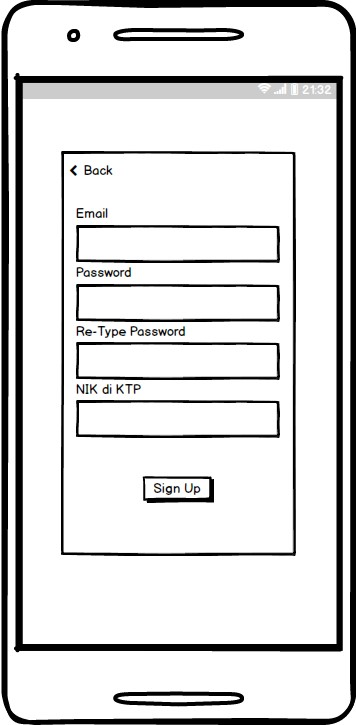 21:32
Back
Email
Password
Re-Type Password
NIK di KTP
Sign Up